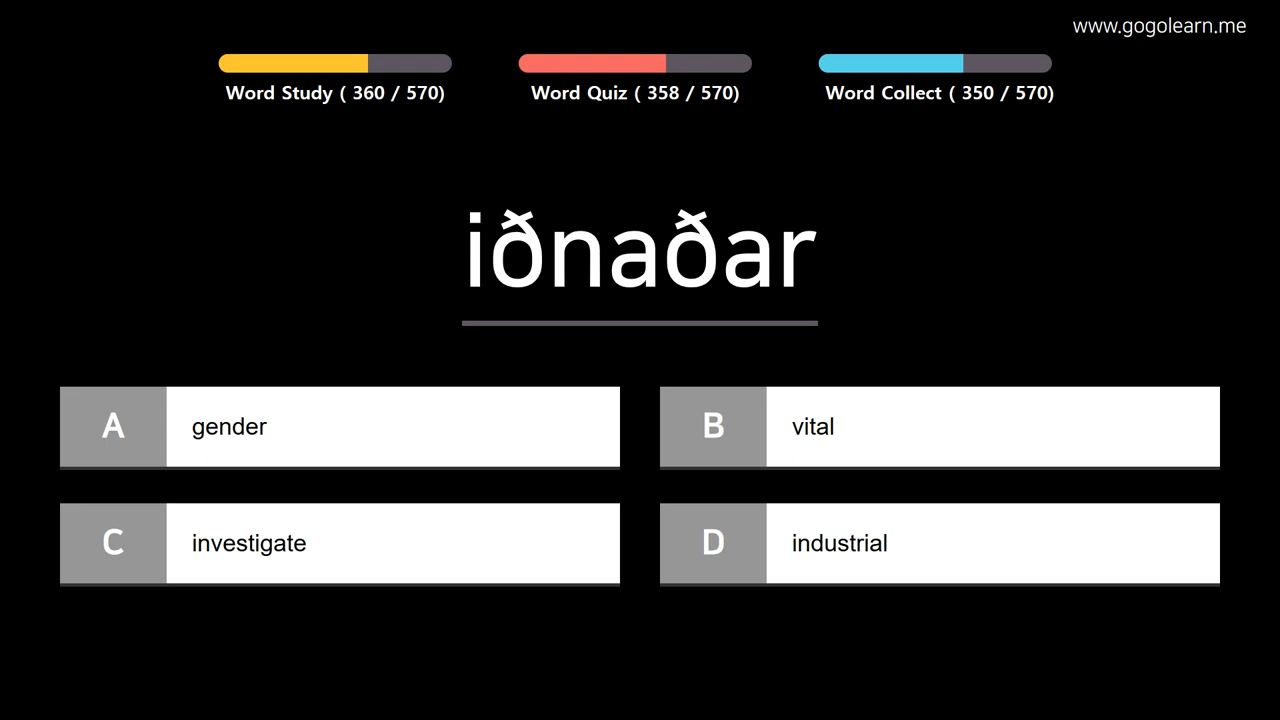 www.gogolearn.me
Word Study ( 360 / 570)
Word Quiz ( 358 / 570)
Word Collect ( 350 / 570)
iðnaðar
A gender
B vital
C investigate
D industrial